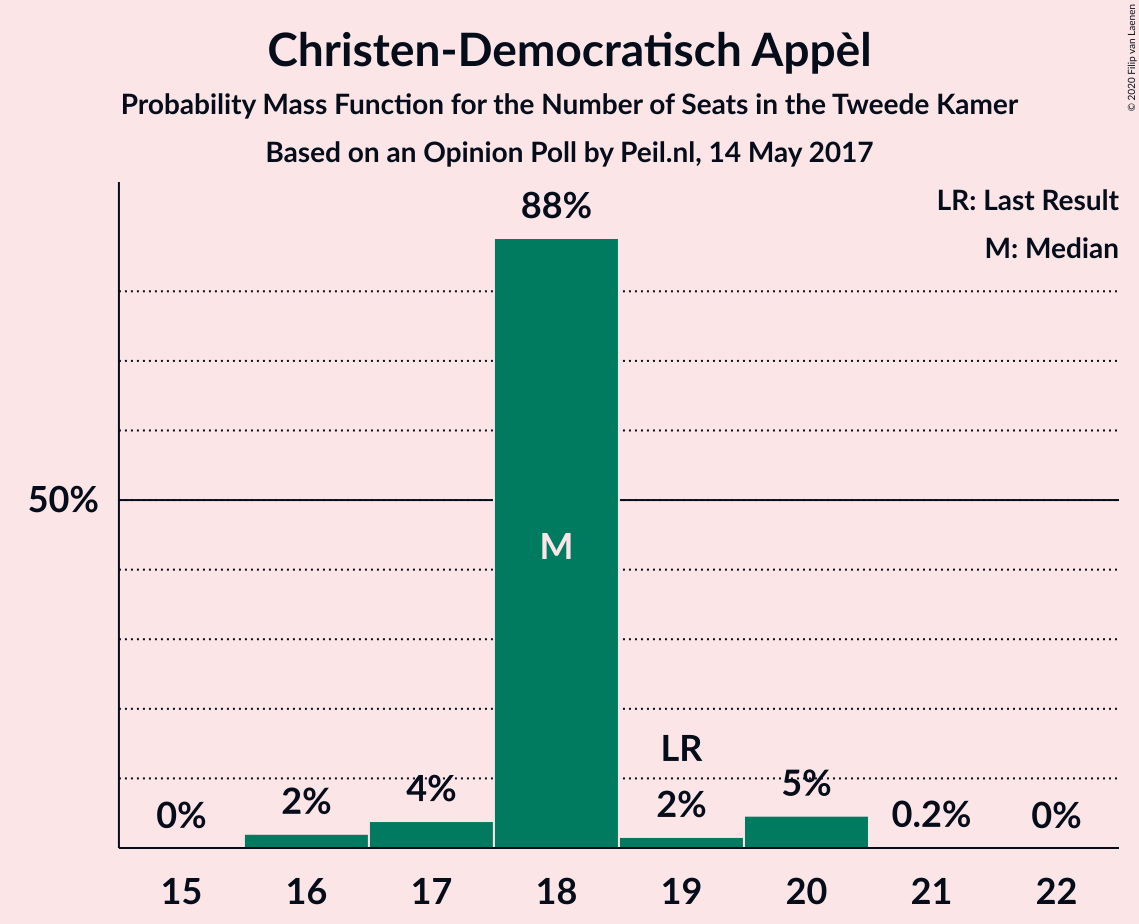 Christen-Democratisch Appèl
Probability Mass Function for the Number of Seats in the Tweede Kamer
Based on an Opinion Poll by Peil.nl, 14 May 2017
© 2020 Filip van Laenen
LR: Last Result
M: Median
88%
50%
M
LR
0%
2%
4%
2%
5%
0.2%
0%
15 16 17 18 19 20 21 22